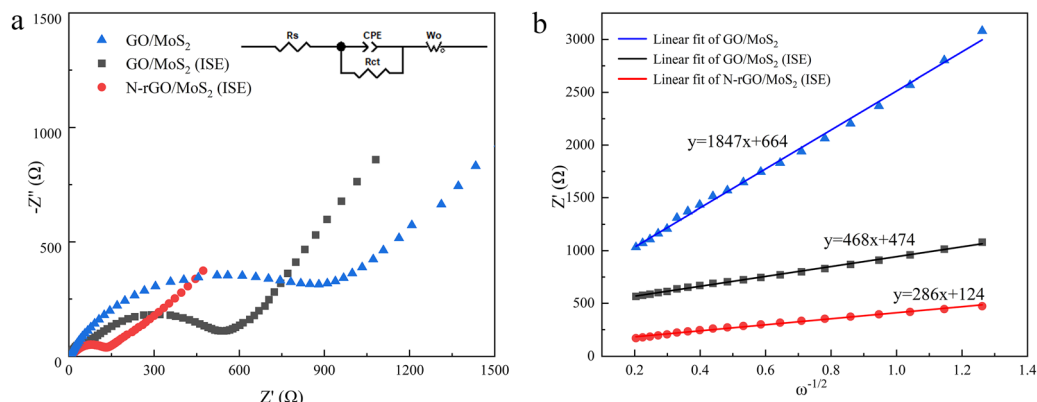 a
GO/MoS₂
GO/MoS₂ (ISE)
N-rGO/MoS₂ (ISE)
Rs
CPE
Rct
Wo
-Z'' (Ω)
1500
1000
500
0
0
300
600
900
1200
1500
Z' (Ω)
b
Linear fit of GO/MoS₂
Linear fit of GO/MoS₂ (ISE)
Linear fit of N-rGO/MoS₂ (ISE)
y=1847x+664
y=468x+474
y=286x+124
Z' (Ω)
3000
2500
2000
1500
1000
500
0
0.2
0.4
0.6
0.8
1.0
1.2
1.4
ω⁻¹/²